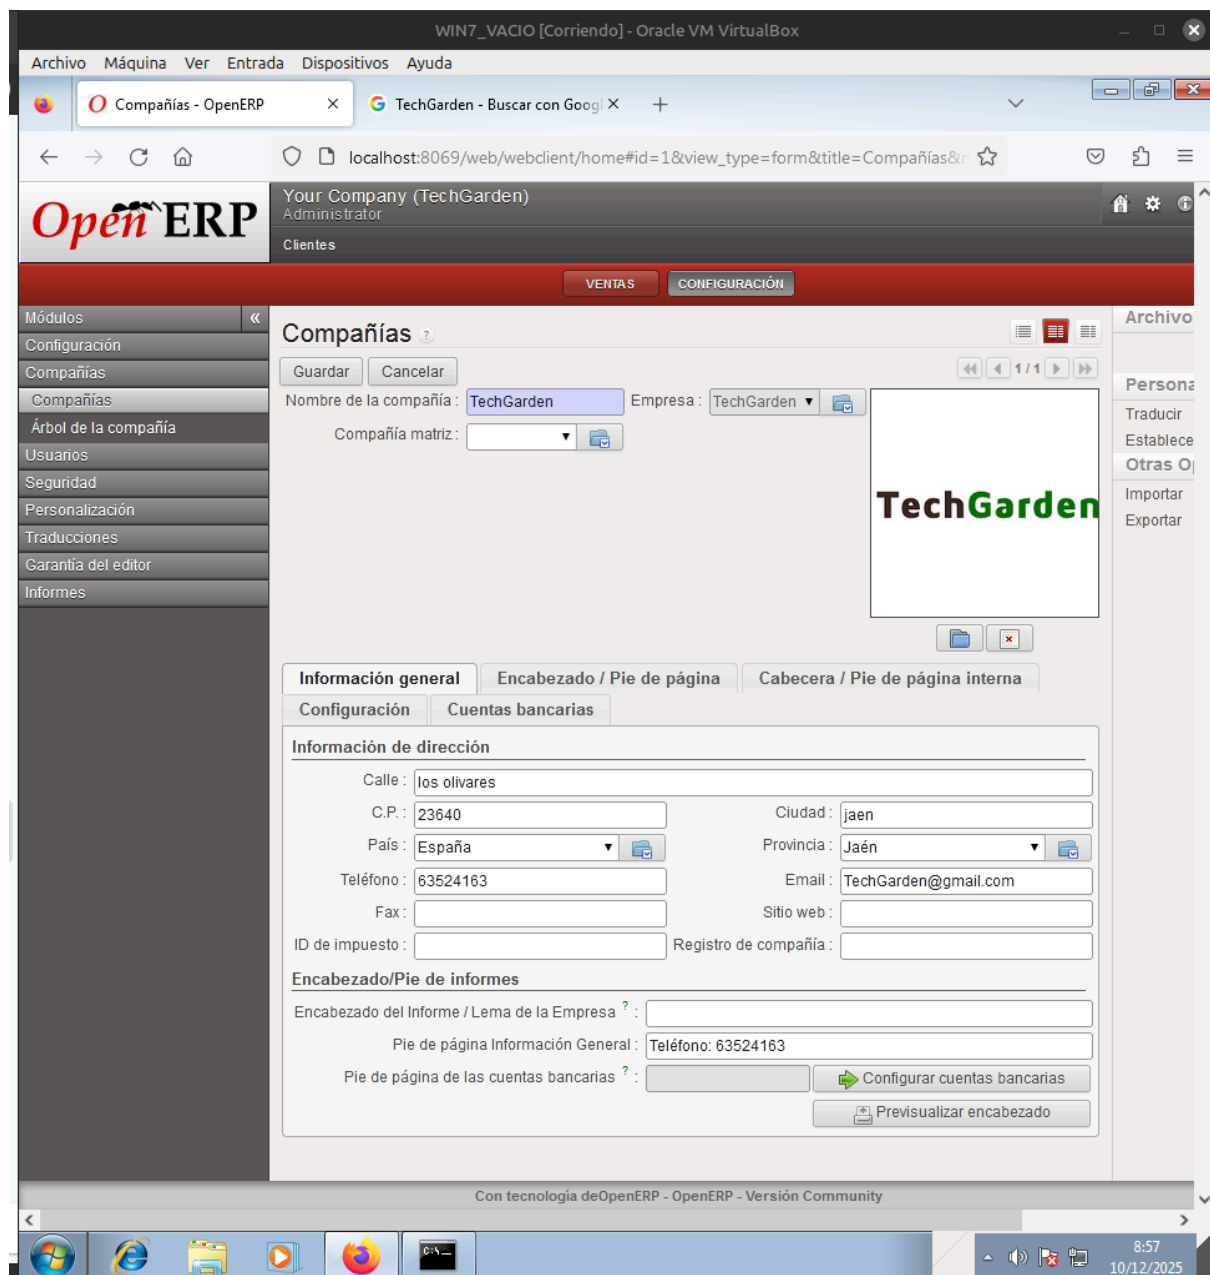 WIN7_VACIO [Corriendo] - Oracle VM VirtualBox
Archivo Máquina Ver Entrada Dispositivos Ayuda
Compañías - OpenERP
TechGarden - Buscar con Googl
localhost:8069/web/webclient/home#id=1&view_type=form&title=Compañías&
Open ERP
Your Company (TechGarden)
Administrator
Clientes
VENTAS CONFIGURACIÓN
Módulos
Configuración
Compañías
Compañías
Árbol de la compañía
Usuarios
Seguridad
Personalización
Traducciones
Garantía del editor
Informes
Compañías ?
Guardar Cancelar
1 / 1
Nombre de la compañía : TechGarden Empresa : TechGarden
Compañía matriz :
TechGarden
Archivo
Persona
Traducir
Establece
Otras O
Importar
Exportar
Información general Encabezado / Pie de página Cabecera / Pie de página interna
Configuración Cuentas bancarias
Información de dirección
Calle : los olivares
C.P. : 23640 Ciudad : jaen
País : España Provincia : Jaén
Teléfono : 63524163 Email : TechGarden@gmail.com
Fax : Sitio web :
ID de impuesto : Registro de compañía :
Encabezado/Pie de informes
Encabezado del Informe / Lema de la Empresa ? :
Pie de página Información General : Teléfono: 63524163
Pie de página de las cuentas bancarias ? : Configurar cuentas bancarias
Previsualizar encabezado
Con tecnología deOpenERP - OpenERP - Versión Community
C:\_
8:57
10/12/2025